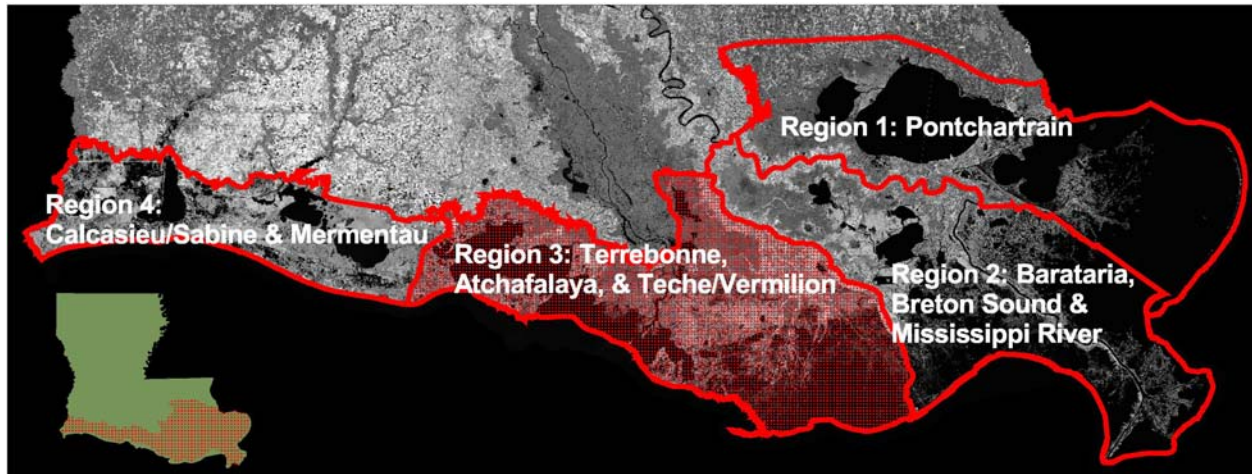 Region 1: Pontchartrain
Region 4:
Calcasieu/Sabine & Mermentau
Region 3: Terrebonne,
Atchafalaya, & Teche/Vermilion
Region 2: Barataria,
Breton Sound &
Mississippi River